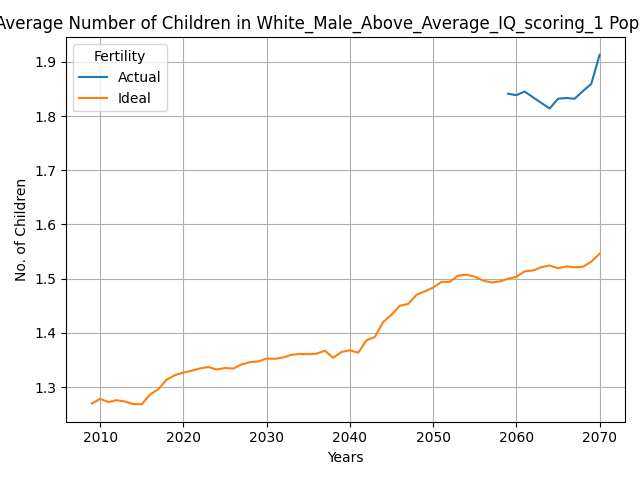 Average Number of Children in White_Male_Above_Average_IQ_scoring_1 Pop
Fertility
Actual
Ideal
No. of Children
1.9
1.8
1.7
1.6
1.5
1.4
1.3
2010 2020 2030 2040 2050 2060 2070
Years